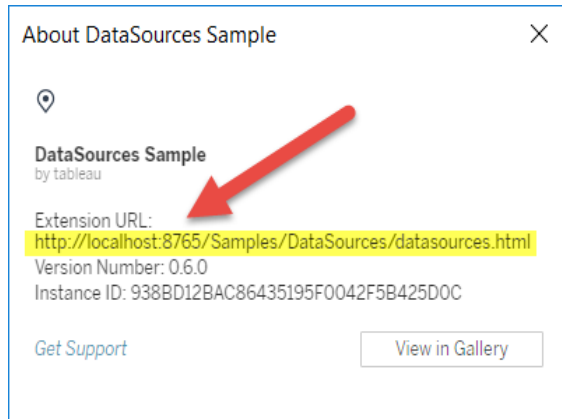 About DataSources Sample
DataSources Sample
by tableau
Extension URL:
http://localhost:8765/Samples/DataSources/datasources.html
Version Number: 0.6.0
Instance ID: 938BD12BAC86435195F0042F5B425D0C
Get Support
View in Gallery